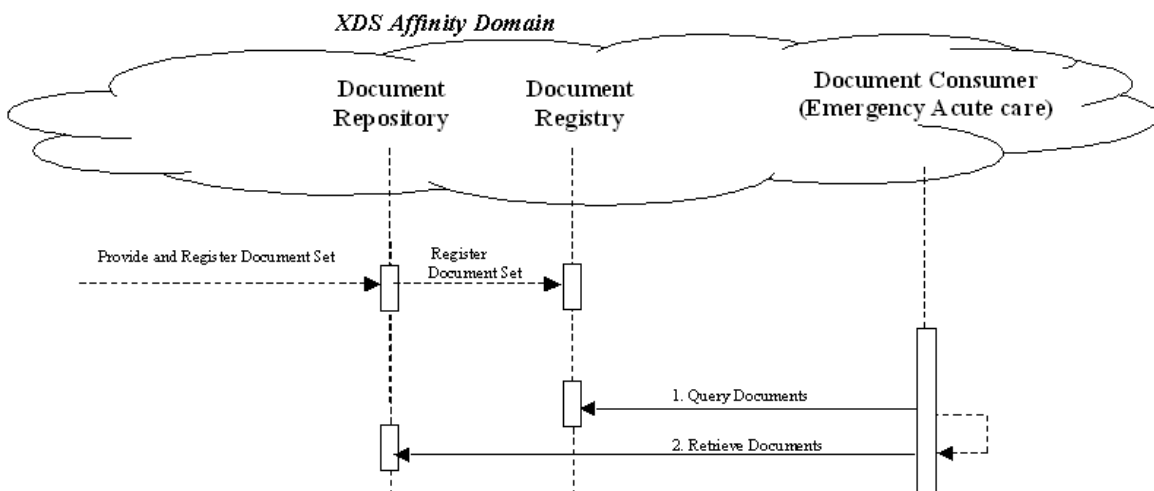 XDS Affinity Domain
Document
Repository
Document
Registry
Document Consumer
(Emergency Acute care)
Provide and Register Document Set
Register
Document Set
1. Query Documents
2. Retrieve Documents